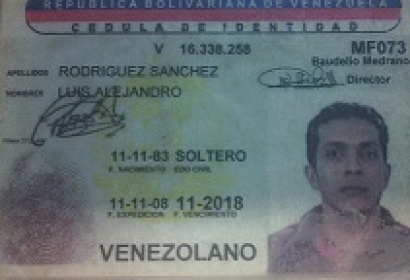 REPUBLICA BOLIVARIANA DE VENEZUELA
CEDULA DE IDENTIDAD
V 16.338.258 MF073
Baudelio Medrano
Director
APELLIDOS RODRIGUEZ SANCHEZ
NOMBRES LUIS ALEJANDRO
11-11-83 SOLTERO
F. NACIMIENTO EDO CIVIL
11-11-08 11-2018
F. EXPEDICION F. VENCIMIENTO
VENEZOLANO